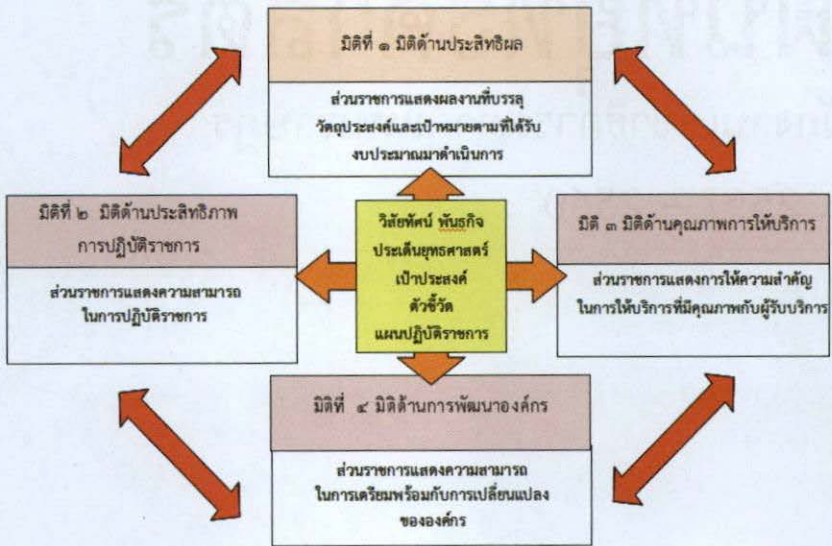 มิติที่ ๑ มิติด้านประสิทธิผล
ส่วนราชการแสดงผลงานที่บรรลุ
วัตถุประสงค์และเป้าหมายตามที่ได้รับ
งบประมาณมาดำเนินการ
มิติที่ ๒ มิติด้านประสิทธิภาพ
การปฏิบัติราชการ
ส่วนราชการแสดงความสามารถ
ในการปฏิบัติราชการ
วิสัยทัศน์ พันธกิจ
ประเด็นยุทธศาสตร์
เป้าประสงค์
ตัวชี้วัด
แผนปฏิบัติราชการ
มิติ ๓ มิติด้านคุณภาพการให้บริการ
ส่วนราชการแสดงการให้ความสำคัญ
ในการให้บริการที่มีคุณภาพกับผู้รับบริการ
มิติที่ ๔ มิติด้านการพัฒนาองค์กร
ส่วนราชการแสดงความสามารถ
ในการเตรียมพร้อมกับการเปลี่ยนแปลง
ขององค์กร